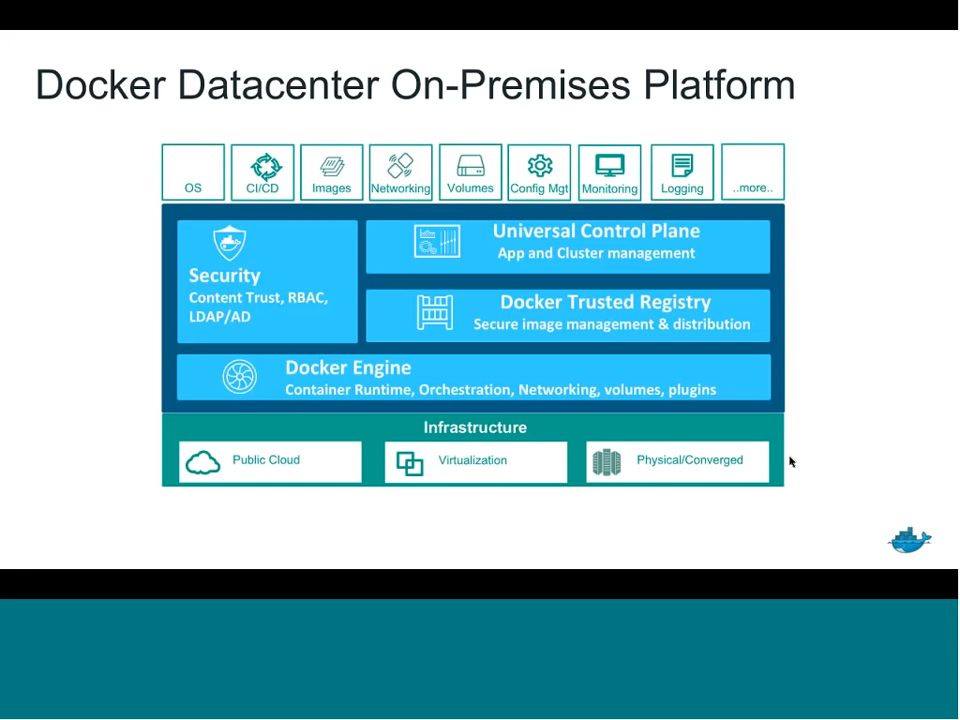 Docker Datacenter On-Premises Platform
OS
CI/CD
Images
Networking
Volumes
Config Mgt
Monitoring
Logging
..more..
Security
Content Trust, RBAC,
LDAP/AD
Universal Control Plane
App and Cluster management
Docker Trusted Registry
Secure image management & distribution
Docker Engine
Container Runtime, Orchestration, Networking, volumes, plugins
Infrastructure
Public Cloud
Virtualization
Physical/Converged